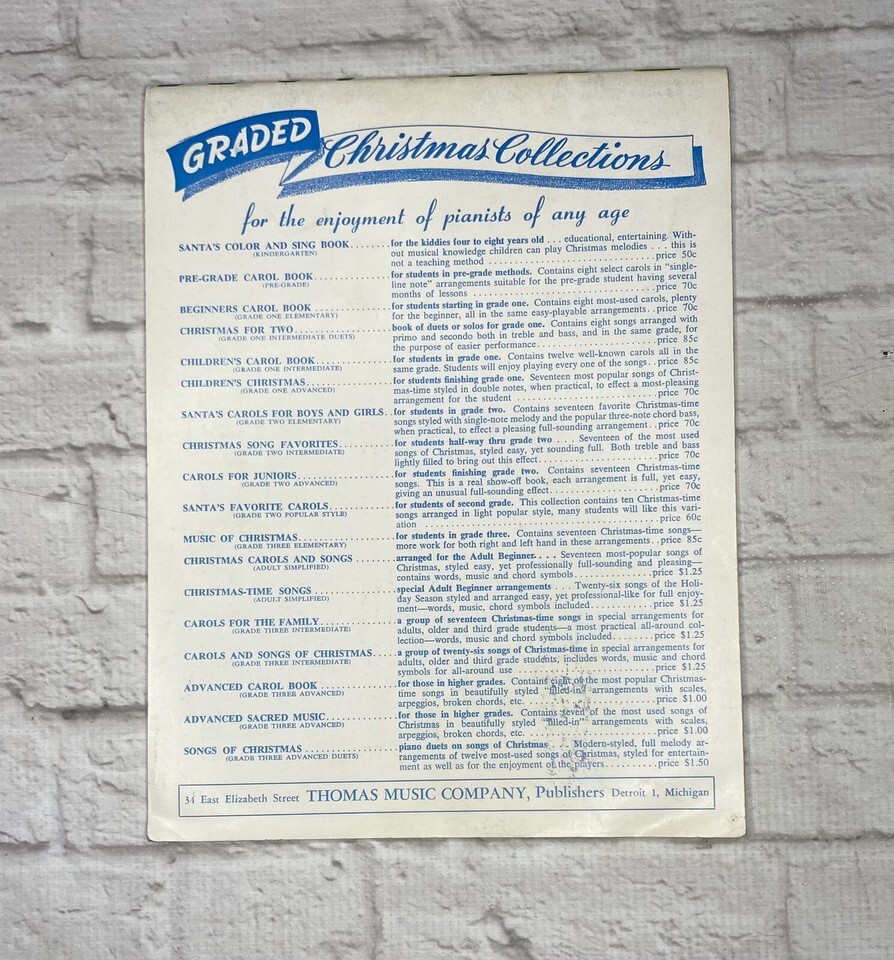 GRADED Christmas Collections
for the enjoyment of pianists of any age
SANTA'S COLOR AND SING BOOK........for the kiddies four to eight years old . . . educational, entertaining. With-
(KINDERGARTEN) out musical knowledge children can play Christmas melodies . . . this is
not a teaching method ..............................price 50c
PRE-GRADE CAROL BOOK...............for students in pre-grade methods. Contains eight select carols in "single-
(PRE-GRADE) line note" arrangements suitable for the pre-grade student having several
months of lessons ..................................price 70c
BEGINNERS CAROL BOOK ..............for students starting in grade one. Contains eight most-used carols, plenty
(GRADE ONE ELEMENTARY) for the beginner, all in the same easy-playable arrangements..price 70c
CHRISTMAS FOR TWO..................book of duets or solos for grade one. Contains eight songs arranged with
(GRADE ONE INTERMEDIATE DUETS) primo and secondo both in treble and bass, and in the same grade, for
the purpose of easier performance........................price 85c
CHILDREN'S CAROL BOOK..............for students in grade one. Contains twelve well-known carols all in the
(GRADE ONE INTERMEDIATE) same grade. Students will enjoy playing every one of the songs..price 85c
CHILDREN'S CHRISTMAS...............for students finishing grade one. Seventeen most popular songs of Christ-
(GRADE ONE ADVANCED) mas-time styled in double notes, when practical, to effect a most-pleasing
arrangement for the student ............................price 70c
SANTA'S CAROLS FOR BOYS AND GIRLS..for students in grade two. Contains seventeen favorite Christmas-time
(GRADE TWO ELEMENTARY) songs styled with single-note melody and the popular three-note chord bass,
when practical, to effect a pleasing full-sounding arrangement..price 70c
CHRISTMAS SONG FAVORITES...........for students half-way thru grade two . . . Seventeen of the most used
(GRADE TWO INTERMEDIATE) songs of Christmas, styled easy, yet sounding full. Both treble and bass
lightly filled to bring out this effect.......................price 70c
CAROLS FOR JUNIORS.................for students finishing grade two. Contains seventeen Christmas-time
(GRADE TWO ADVANCED) songs. This is a real show-off book, each arrangement is full, yet easy,
giving an unusual full-sounding effect.....................price 70c
SANTA'S FAVORITE CAROLS............for students of second grade. This collection contains ten Christmas-time
(GRADE TWO POPULAR STYLE) songs arranged in light popular style, many students will like this vari-
ation .............................................price 60c
MUSIC OF CHRISTMAS.................for students in grade three. Contains seventeen Christmas-time songs—
(GRADE THREE ELEMENTARY) more work for both right and left hand in these arrangements..price 85c
CHRISTMAS CAROLS AND SONGS ........arranged for the Adult Beginner.... Seventeen most-popular songs of
(ADULT SIMPLIFIED) Christmas, styled easy, yet professionally full-sounding and pleasing—
contains words, music and chord symbols................price $1.25
CHRISTMAS-TIME SONGS ..............special Adult Beginner arrangements . . . Twenty-six songs of the Holi-
(ADULT SIMPLIFIED) day Season styled and arranged easy, yet professional-like for full enjoy-
ment—words, music, chord symbols included.............price $1.25
CAROLS FOR THE FAMILY..............a group of seventeen Christmas-time songs in special arrangements for
(GRADE THREE INTERMEDIATE) adults, older and third grade students—a most practical all-around col-
lection—words, music and chord symbols included........price $1.25
CAROLS AND SONGS OF CHRISTMAS.....a group of twenty-six songs of Christmas-time in special arrangements for
(GRADE THREE INTERMEDIATE) adults, older and third grade students, includes words, music and chord
symbols for all-around use ............................price $1.25
ADVANCED CAROL BOOK ...............for those in higher grades. Contains eight of the most popular Christmas-
(GRADE THREE ADVANCED) time songs in beautifully styled "filled-in" arrangements with scales,
arpeggios, broken chords, etc. .........................price $1.00
ADVANCED SACRED MUSIC..............for those in higher grades. Contains seven of the most used songs of
(GRADE THREE ADVANCED) Christmas in beautifully styled "filled-in" arrangements with scales,
arpeggios, broken chords, etc. .........................price $1.00
SONGS OF CHRISTMAS ................piano duets on songs of Christmas . . . Modern-styled, full melody ar-
(GRADE THREE ADVANCED DUETS) rangements of twelve most-used songs of Christmas, styled for entertain-
ment as well as for the enjoyment of the players..........price $1.50
34 East Elizabeth Street THOMAS MUSIC COMPANY, Publishers Detroit 1, Michigan